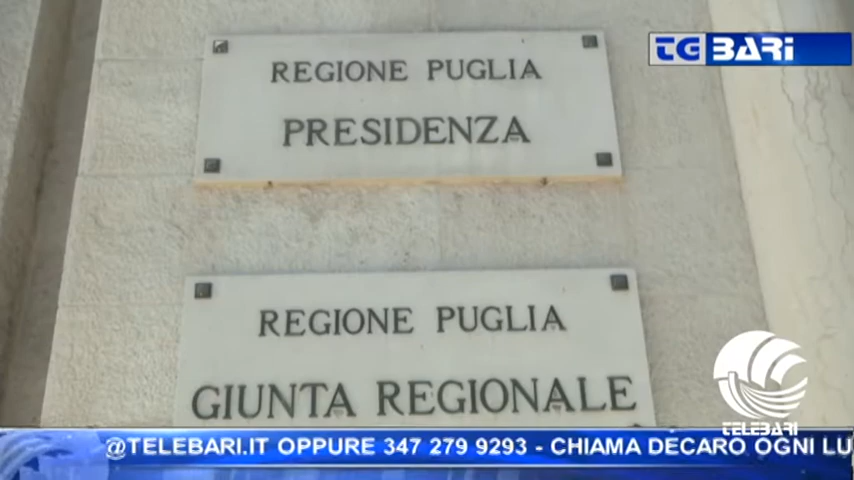 TG BARI
REGIONE PUGLIA
PRESIDENZA
REGIONE PUGLIA
GIUNTA REGIONALE
TELEBARI
@TELEBARI.IT OPPURE 347 279 9293 - CHIAMA DECARO OGNI LU